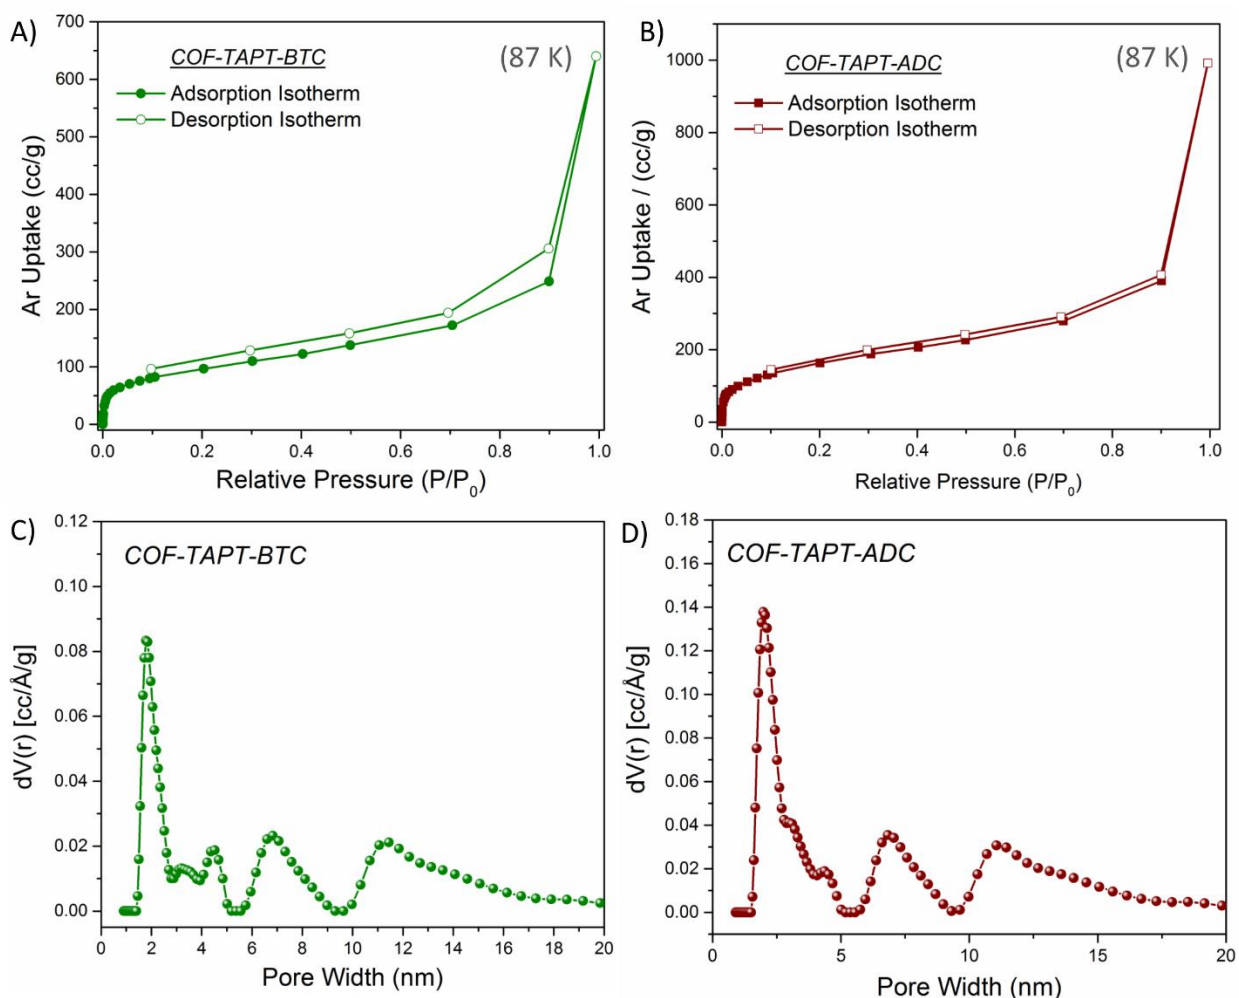 A)
COF-TAPT-BTC
(87 K)
Adsorption Isotherm
Desorption Isotherm
Ar Uptake (cc/g)
700
600
500
400
300
200
100
0
0.0 0.2 0.4 0.6 0.8 1.0
Relative Pressure (P/P0)
B)
COF-TAPT-ADC
(87 K)
Adsorption Isotherm
Desorption Isotherm
Ar Uptake / (cc/g)
1000
800
600
400
200
0
0.0 0.2 0.4 0.6 0.8 1.0
Relative Pressure (P/P0)
C)
COF-TAPT-BTC
dV(r) [cc/Å/g]
0.12
0.10
0.08
0.06
0.04
0.02
0.00
0 2 4 6 8 10 12 14 16 18 20
Pore Width (nm)
D)
COF-TAPT-ADC
dV(r) [cc/Å/g]
0.18
0.16
0.14
0.12
0.10
0.08
0.06
0.04
0.02
0.00
0 5 10 15 20
Pore Width (nm)